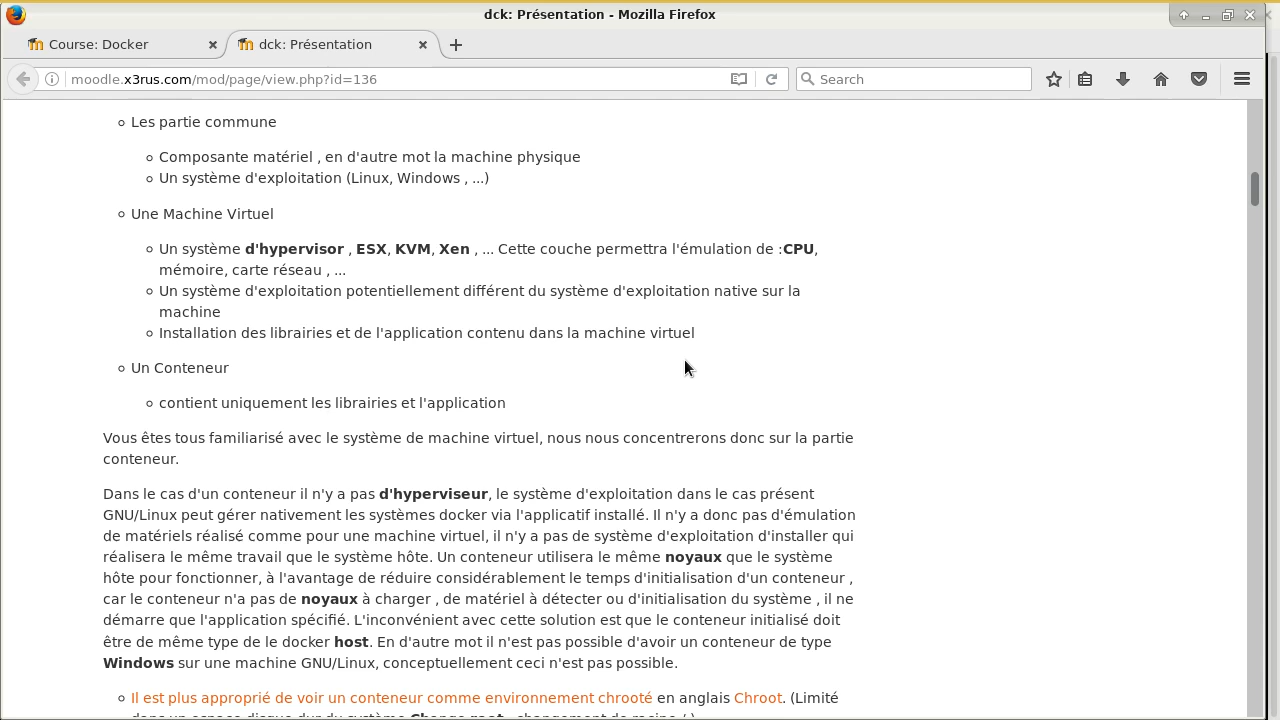 dck: Présentation - Mozilla Firefox
Course: Docker
dck: Présentation
moodle.x3rus.com/mod/page/view.php?id=136
Search
Les partie commune
Composante matériel , en d'autre mot la machine physique
Un système d'exploitation (Linux, Windows , ...)
Une Machine Virtuel
Un système d'hypervisor , ESX, KVM, Xen , ... Cette couche permettra l'émulation de :CPU,
mémoire, carte réseau , ...
Un système d'exploitation potentiellement différent du système d'exploitation native sur la
machine
Installation des librairies et de l'application contenu dans la machine virtuel
Un Conteneur
contient uniquement les librairies et l'application
Vous êtes tous familiarisé avec le système de machine virtuel, nous nous concentrerons donc sur la partie
conteneur.
Dans le cas d'un conteneur il n'y a pas d'hyperviseur, le système d'exploitation dans le cas présent
GNU/Linux peut gérer nativement les systèmes docker via l'applicatif installé. Il n'y a donc pas d'émulation
de matériels réalisé comme pour une machine virtuel, il n'y a pas de système d'exploitation d'installer qui
réalisera le même travail que le système hôte. Un conteneur utilisera le même noyaux que le système
hôte pour fonctionner, à l'avantage de réduire considérablement le temps d'initialisation d'un conteneur ,
car le conteneur n'a pas de noyaux à charger , de matériel à détecter ou d'initialisation du système , il ne
démarre que l'application spécifié. L'inconvénient avec cette solution est que le conteneur initialisé doit
être de même type de le docker host. En d'autre mot il n'est pas possible d'avoir un conteneur de type
Windows sur une machine GNU/Linux, conceptuellement ceci n'est pas possible.
Il est plus approprié de voir un conteneur comme environnement chrooté en anglais Chroot. (Limité
dans un espace disque dur du système Change root , changement de racine / )